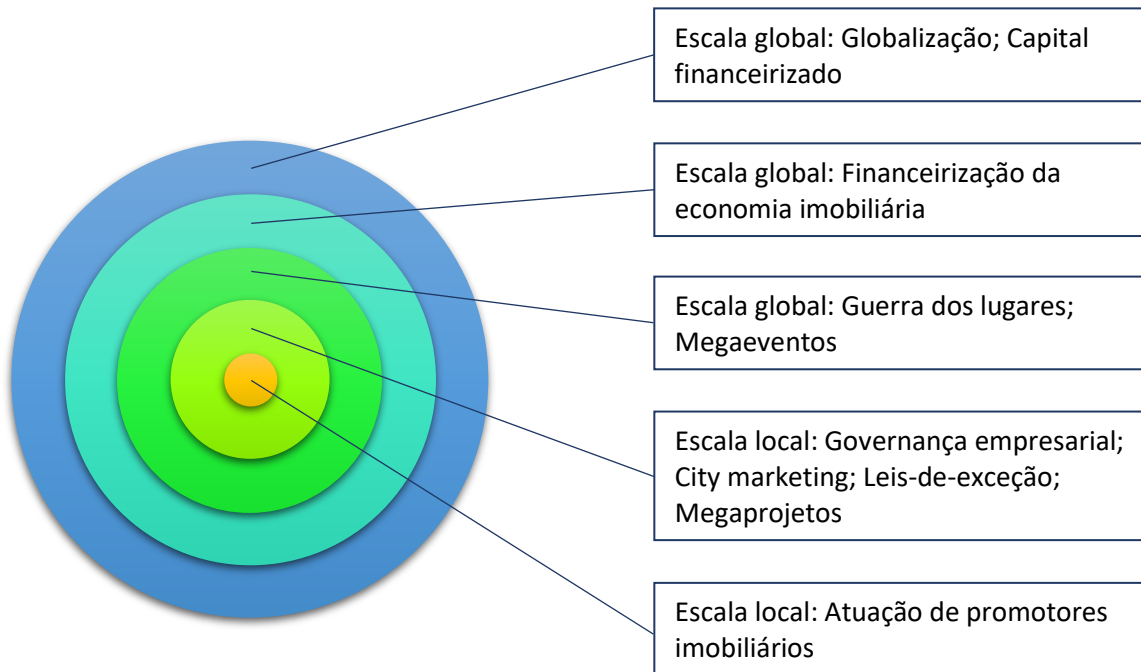 Escala global: Globalização; Capital
financeirizado
Escala global: Financeirização da
economia imobiliária
Escala global: Guerra dos lugares;
Megaeventos
Escala local: Governança empresarial;
City marketing; Leis-de-exceção;
Megaprojetos
Escala local: Atuação de promotores
imobiliários